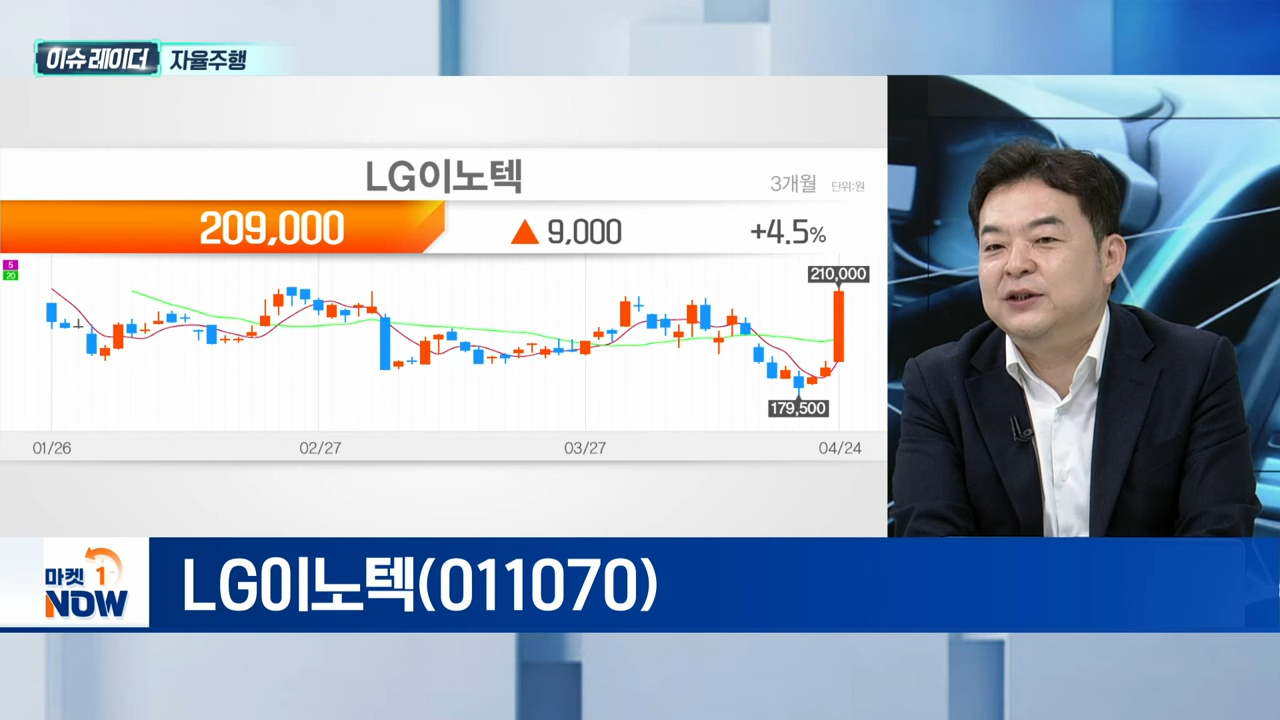 이슈 레이더 자율주행
LG이노텍
3개월 단위:원
209,000 ▲ 9,000 +4.5%
5
20
210,000
179,500
01/26 02/27 03/27 04/24
마켓 1
NOW
LG이노텍(011070)